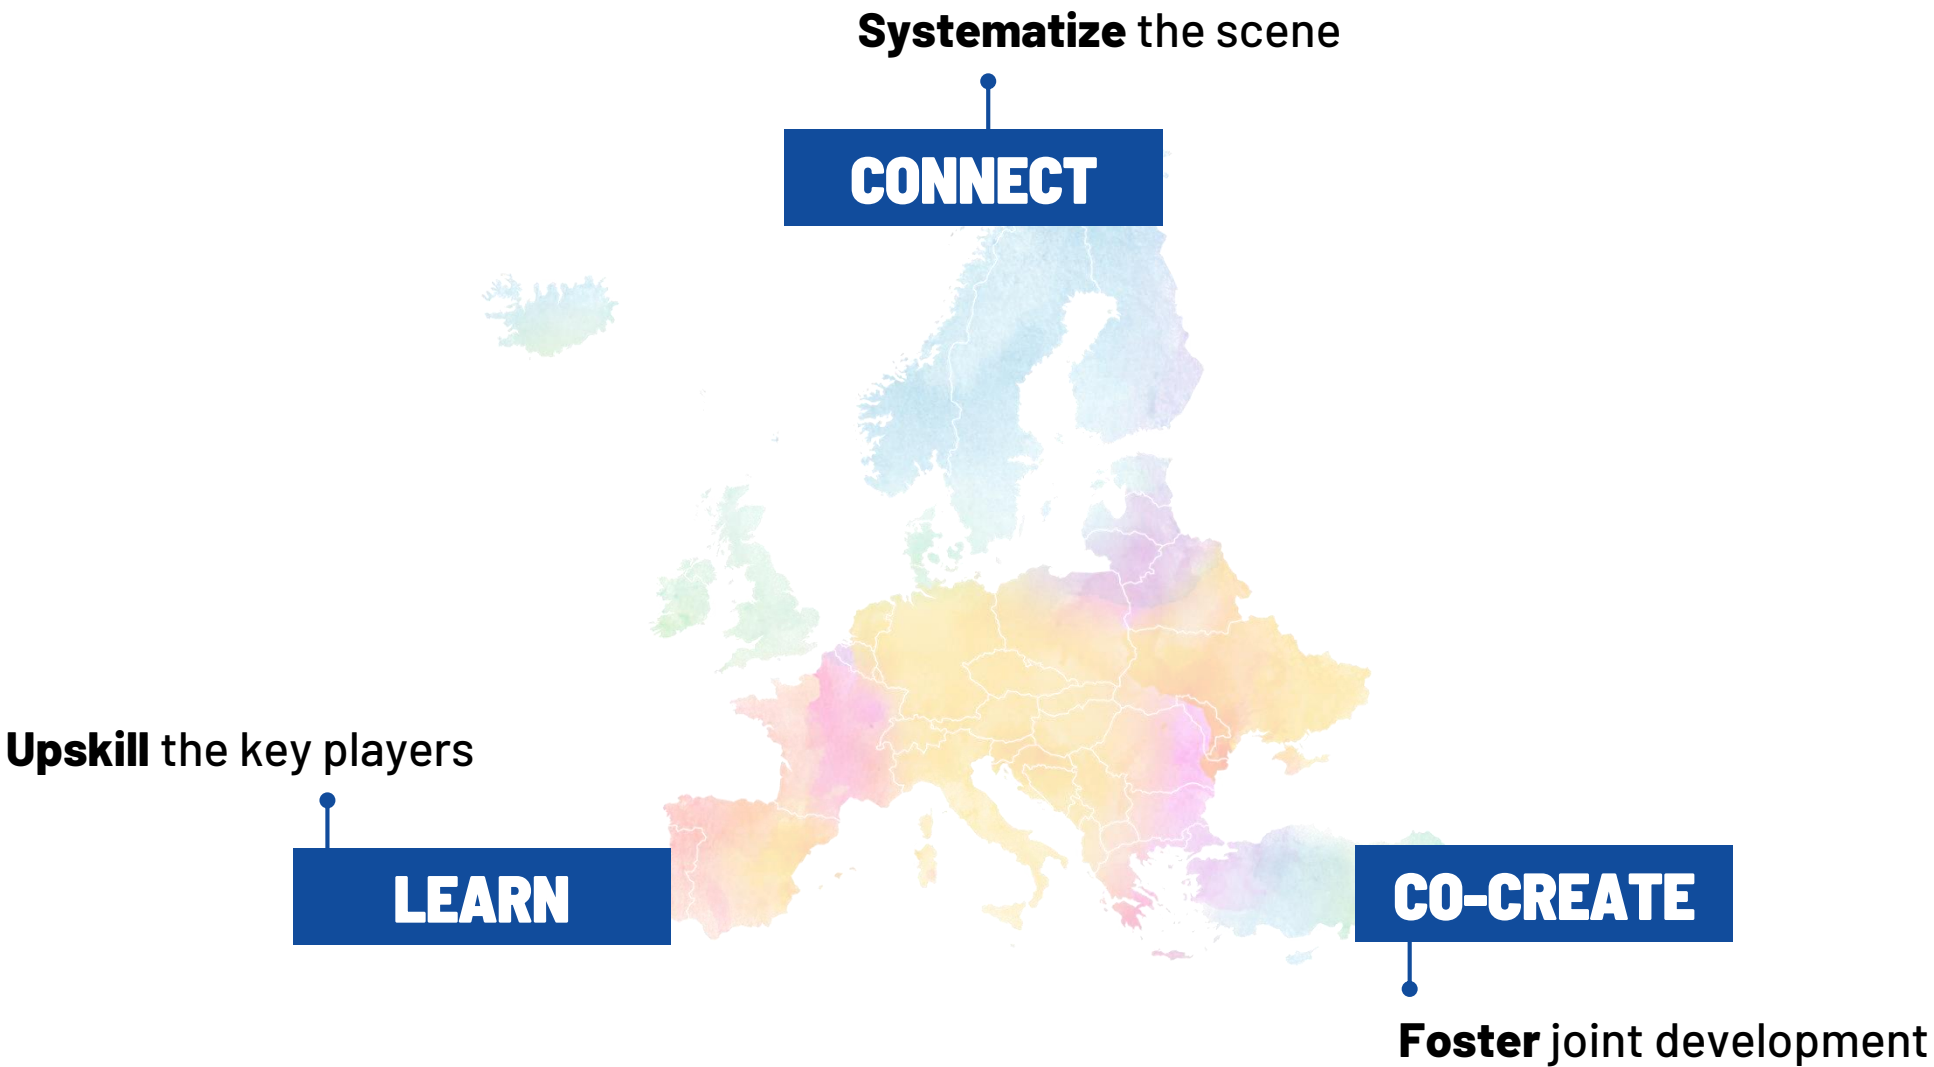 Systematize the scene
CONNECT
Upskill the key players
LEARN
CO-CREATE
Foster joint development